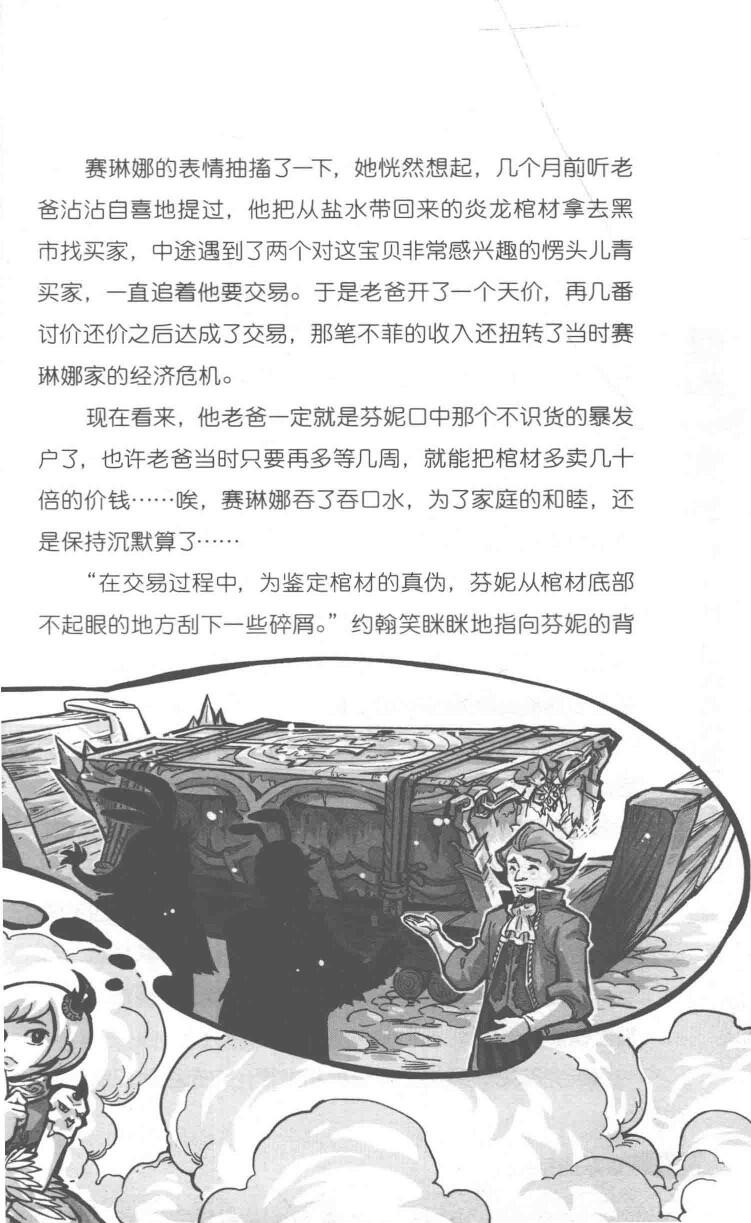 赛琳娜的表情抽搐了一下，她恍然想起，几个月前听老
爸沾沾自喜地提过，他把从盐水带回来的炎龙棺材拿去黑
市找买家，中途遇到了两个对这宝贝非常感兴趣的愣头儿青
买家，一直追着他要交易。于是老爸开了一个天价，再几番
讨价还价之后达成了交易，那笔不菲的收入还扭转了当时赛
琳娜家的经济危机。
现在看来，他老爸一定就是芬妮口中那个不识货的暴发
户了，也许老爸当时只要再多等几周，就能把棺材多卖几十
倍的价钱……唉，赛琳娜吞了吞口水，为了家庭的和睦，还
是保持沉默算了……
“在交易过程中，为鉴定棺材的真伪，芬妮从棺材底部
不起眼的地方刮下一些碎屑。”约翰笑眯眯地指向芬妮的背